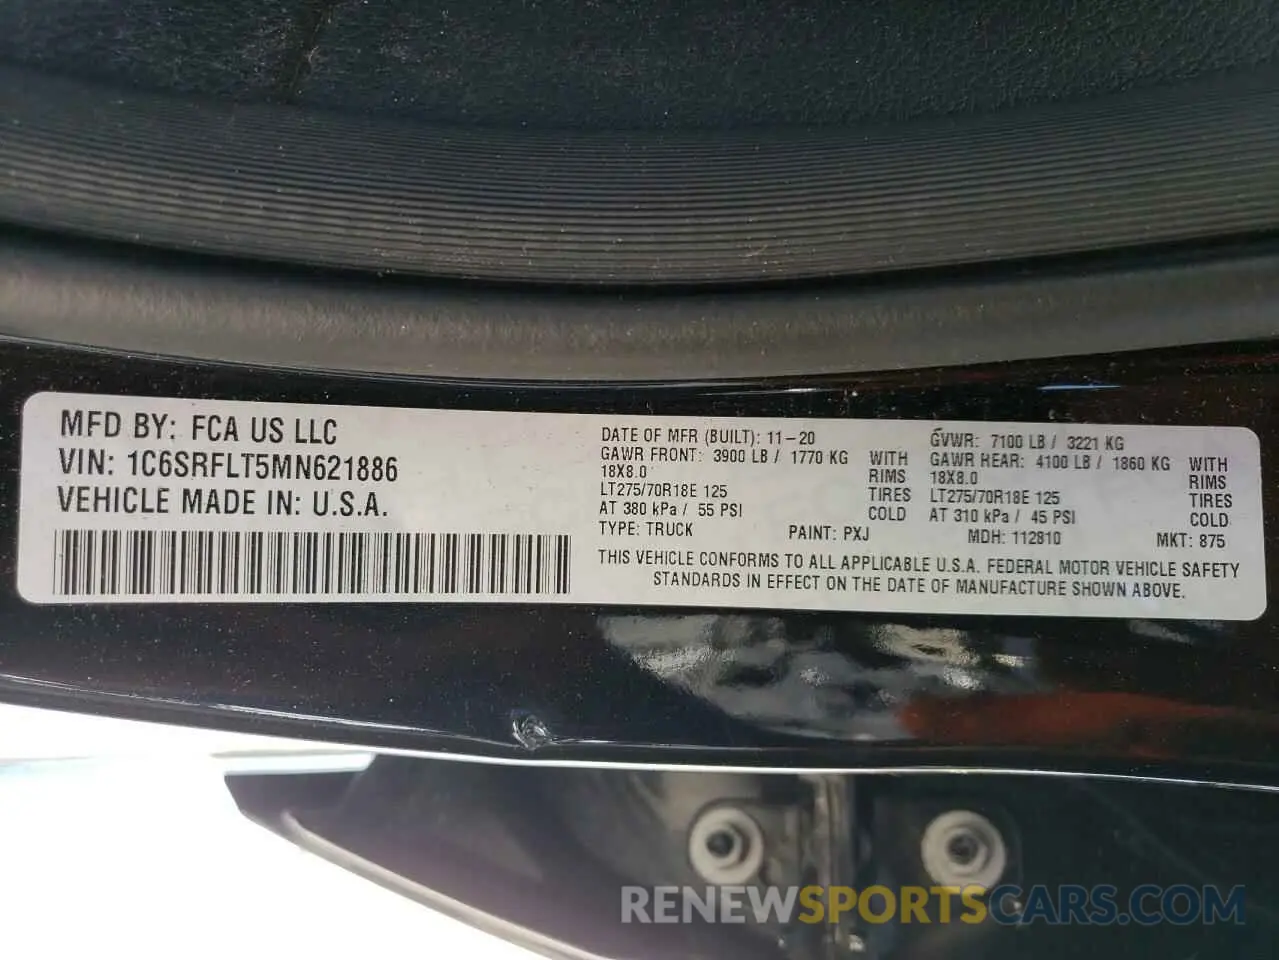 MFD BY: FCA US LLC
VIN: 1C6SRFLT5MN621886
VEHICLE MADE IN: U.S.A.
DATE OF MFR (BUILT): 11-20
GAWR FRONT: 3900 LB / 1770 KG WITH
18X8.0 RIMS
LT275/70R18E 125 TIRES
AT 380 kPa / 55 PSI COLD
TYPE: TRUCK PAINT: PXJ
GVWR: 7100 LB / 3221 KG
GAWR REAR: 4100 LB / 1860 KG WITH
18X8.0 RIMS
LT275/70R18E 125 TIRES
AT 310 kPa / 45 PSI COLD
MDH: 112810 MKT: 875
THIS VEHICLE CONFORMS TO ALL APPLICABLE U.S.A. FEDERAL MOTOR VEHICLE SAFETY
STANDARDS IN EFFECT ON THE DATE OF MANUFACTURE SHOWN ABOVE.
RENEWSPORTSCARS.COM